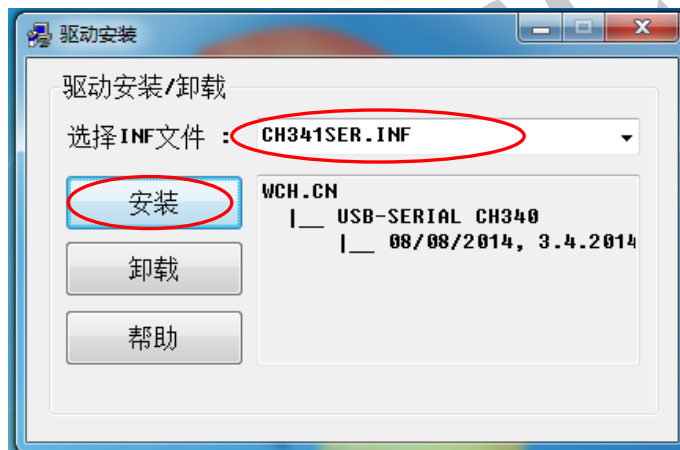 驱动安装
驱动安装/卸载
选择INF文件 : CH341SER.INF
安装
WCH.CN
|__ USB-SERIAL CH340
|__ 08/08/2014, 3.4.2014
卸载
帮助